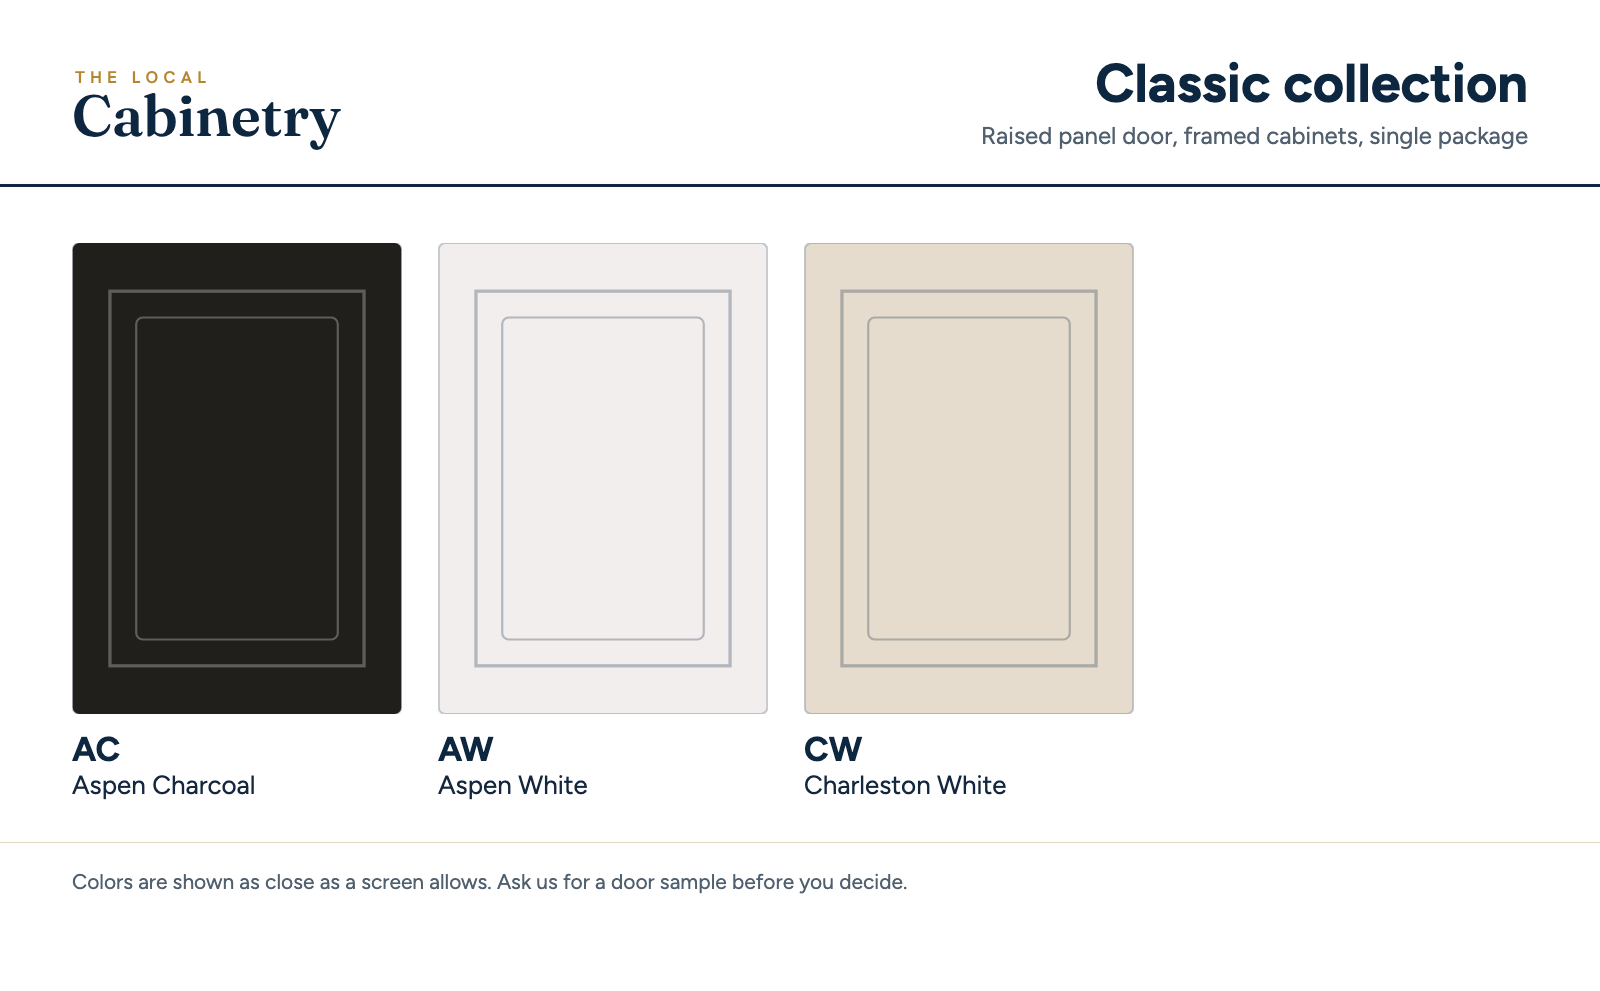 THE LOCAL
Cabinetry
Classic collection
Raised panel door, framed cabinets, single package
AC
Aspen Charcoal
AW
Aspen White
CW
Charleston White
Colors are shown as close as a screen allows. Ask us for a door sample before you decide.